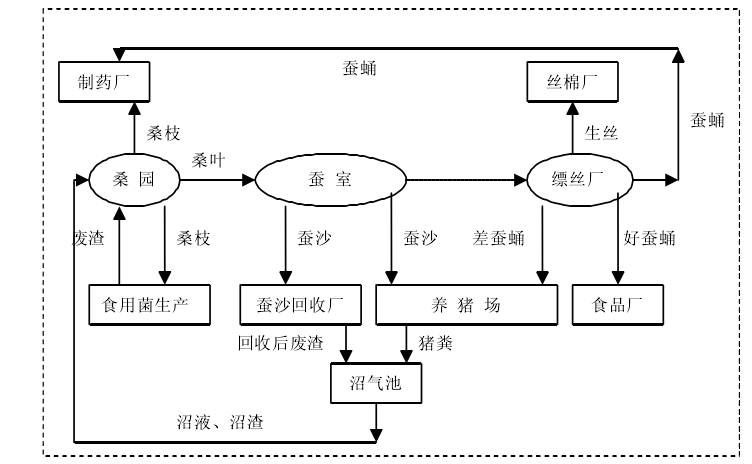 蚕蛹
制药厂
丝棉厂
桑枝
生丝
蚕蛹
桑叶
桑 园
蚕 室
缥丝厂
废渣
桑枝
蚕沙
蚕沙
差蚕蛹
好蚕蛹
食用菌生产
蚕沙回收厂
养 猪 场
食品厂
回收后废渣
猪粪
沼气池
沼液、沼渣